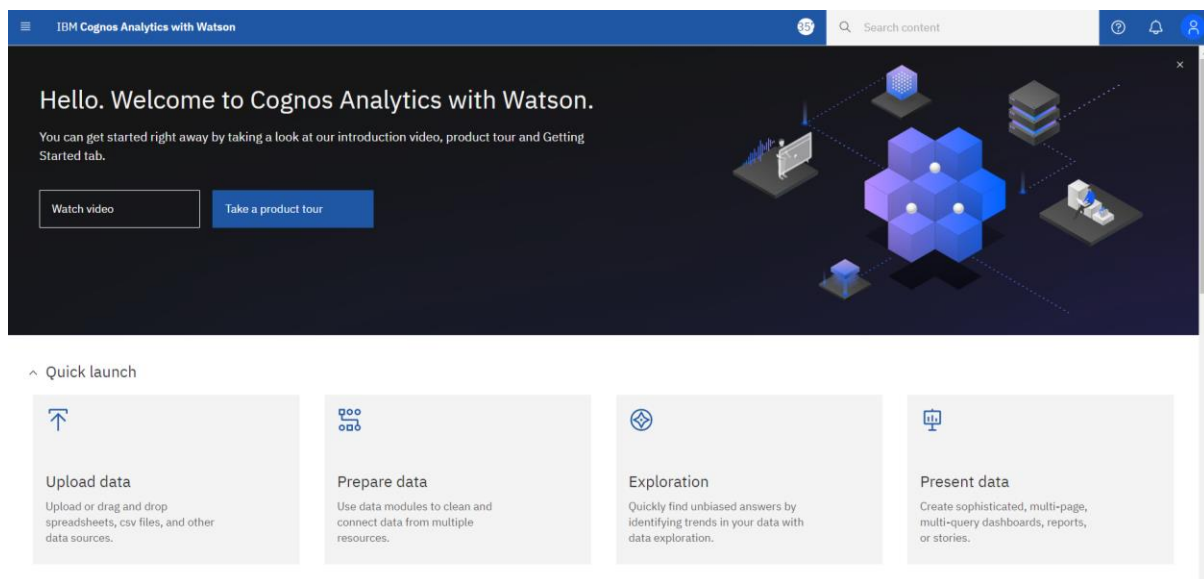 IBM Cognos Analytics with Watson
35
Search content
Hello. Welcome to Cognos Analytics with Watson.
You can get started right away by taking a look at our introduction video, product tour and Getting
Started tab.
Watch video
Take a product tour
Quick launch
Upload data
Upload or drag and drop
spreadsheets, csv files, and other
data sources.
Prepare data
Use data modules to clean and
connect data from multiple
resources.
Exploration
Quickly find unbiased answers by
identifying trends in your data with
data exploration.
Present data
Create sophisticated, multi-page,
multi-query dashboards, reports,
or stories.